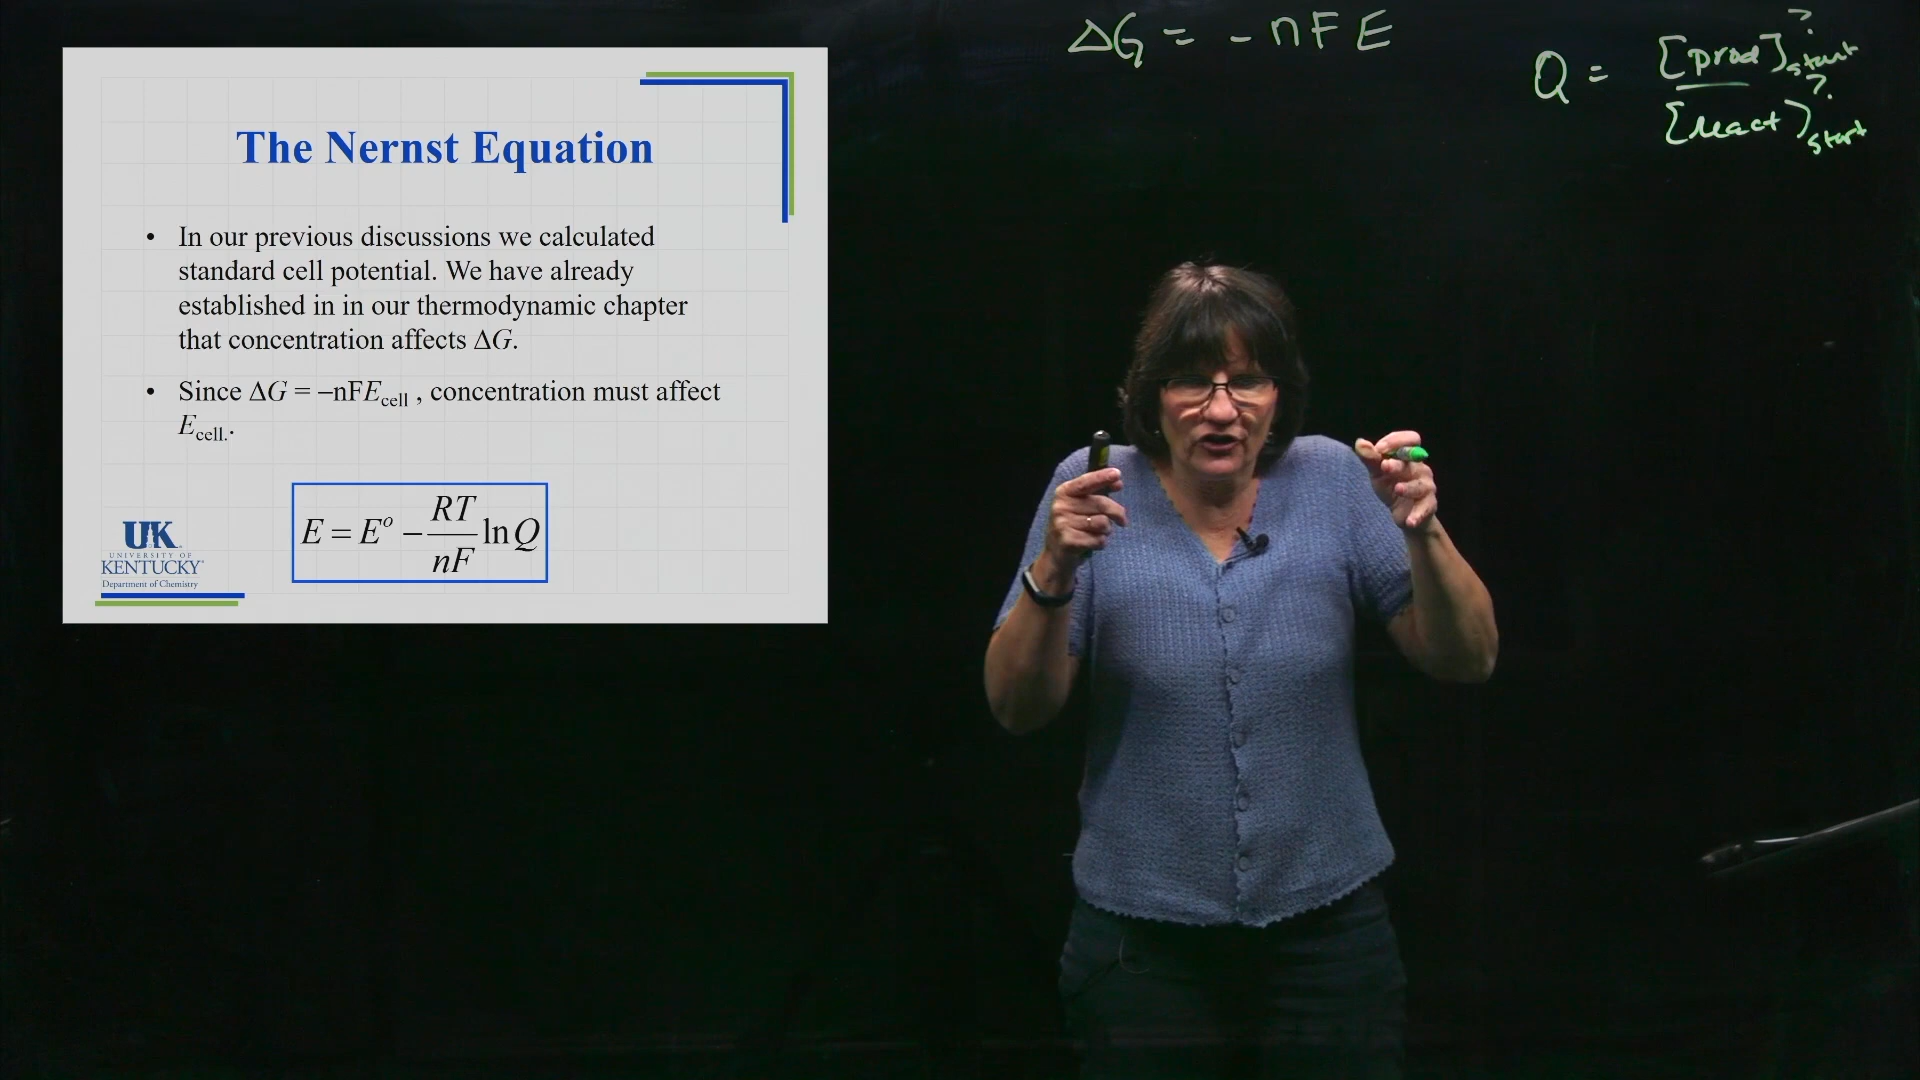 The Nernst Equation
• In our previous discussions we calculated
standard cell potential. We have already
established in in our thermodynamic chapter
that concentration affects ΔG.
• Since ΔG = –nFE_cell , concentration must affect
E_cell..
E = E° − RT/nF ln Q
UK
UNIVERSITY OF
KENTUCKY
Department of Chemistry
ΔG = - nFE
Q = [prod]?start
[react]?start